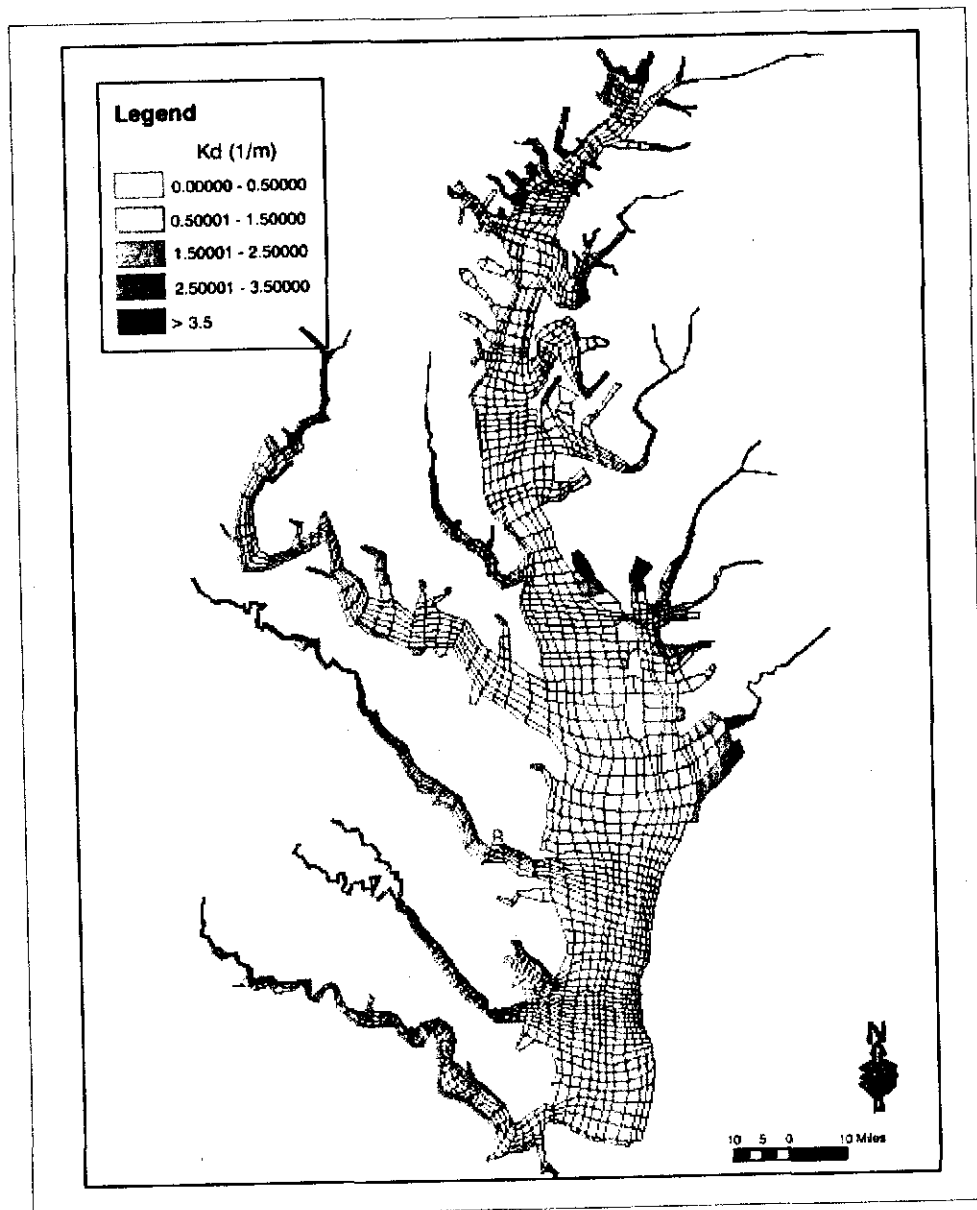 Legend
Kd (1/m)
0.00000 - 0.50000
0.50001 - 1.50000
1.50001 - 2.50000
2.50001 - 3.50000
> 3.5
N
10 5 0 10 Miles